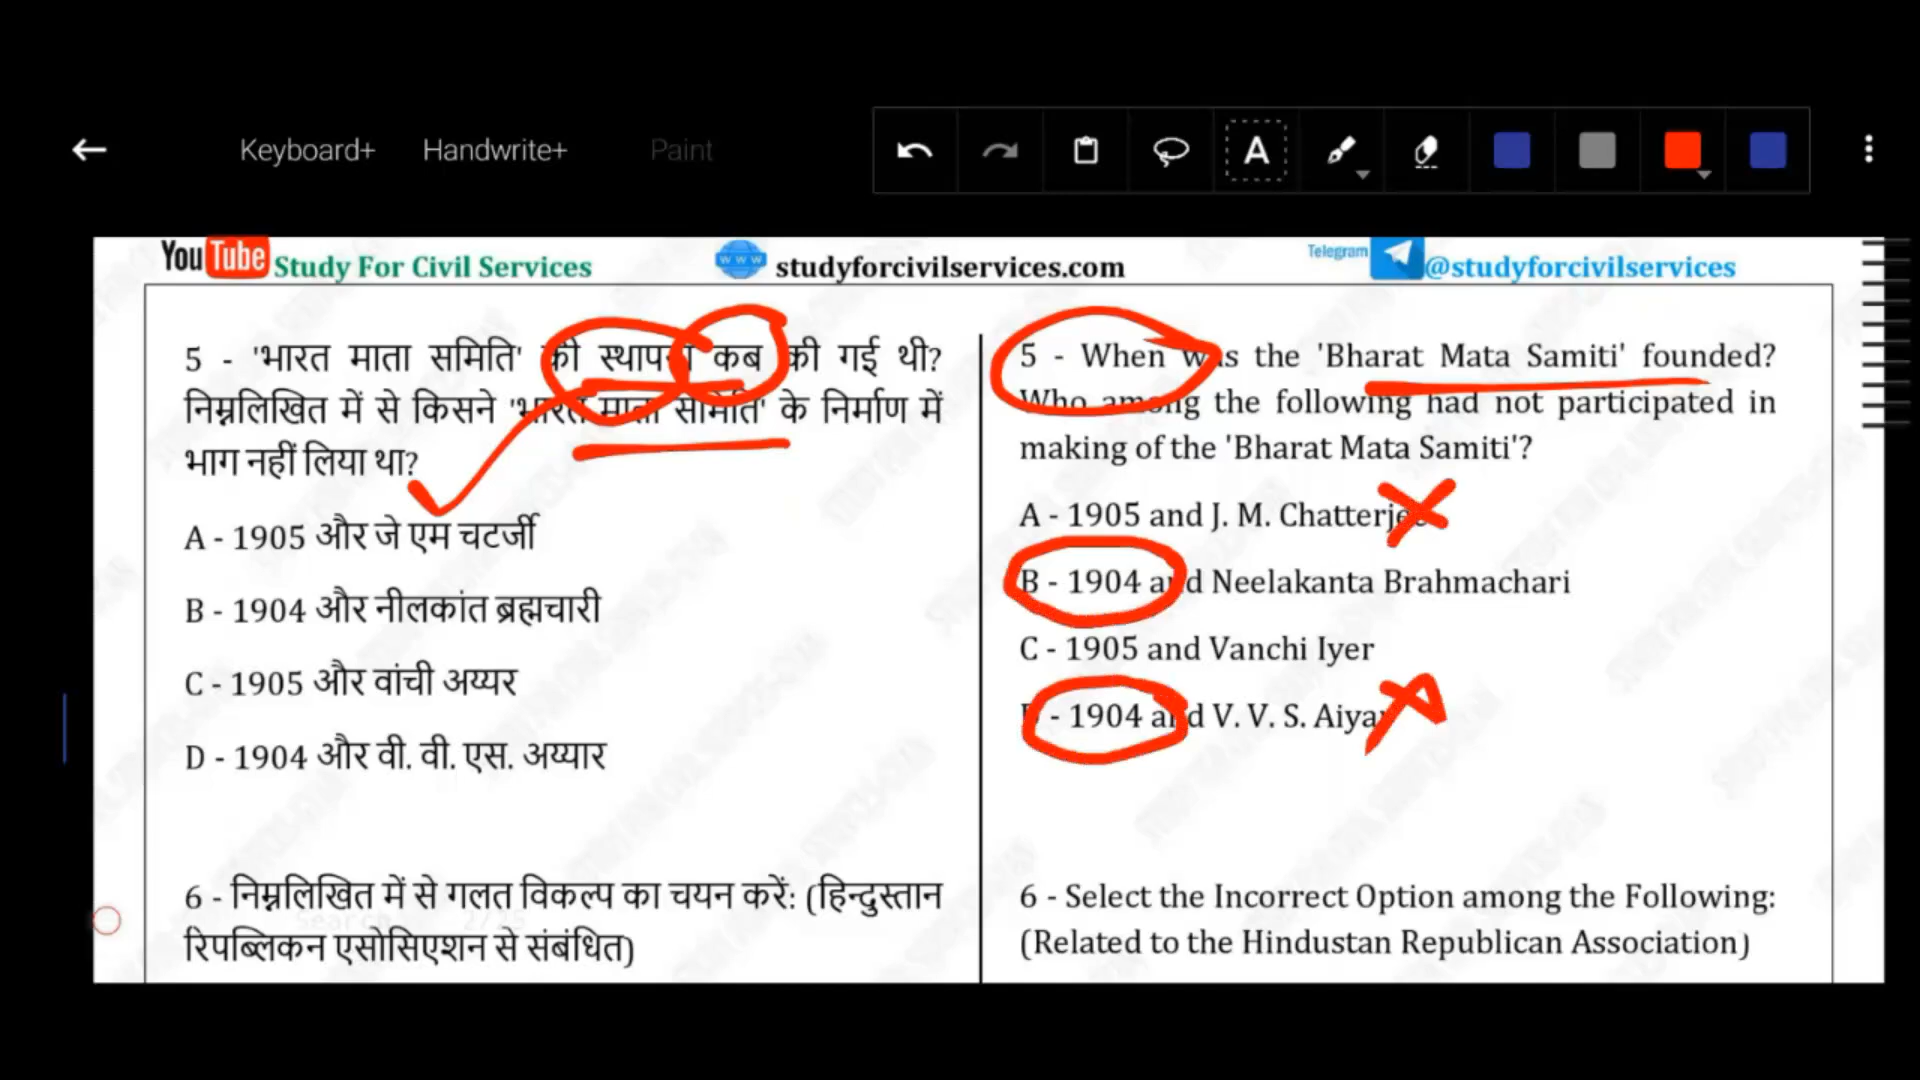 Keyboard+ Handwrite+ Paint A
YouTube Study For Civil Services www studyforcivilservices.com Telegram @studyforcivilservices
5 - 'भारत माता समिति' की स्थापना कब की गई थी?
निम्नलिखित में से किसने 'भारत माता समिति' के निर्माण में
भाग नहीं लिया था?
A - 1905 और जे एम चटर्जी
B - 1904 और नीलकांत ब्रह्मचारी
C - 1905 और वांची अय्यर
D - 1904 और वी. वी. एस. अय्यार
6 - निम्नलिखित में से गलत विकल्प का चयन करें: (हिन्दुस्तान
रिपब्लिकन एसोसिएशन से संबंधित)
5 - When was the 'Bharat Mata Samiti' founded?
Who among the following had not participated in
making of the 'Bharat Mata Samiti'?
A - 1905 and J. M. Chatterjee
B - 1904 and Neelakanta Brahmachari
C - 1905 and Vanchi Iyer
D - 1904 and V. V. S. Aiyar
6 - Select the Incorrect Option among the Following:
(Related to the Hindustan Republican Association)